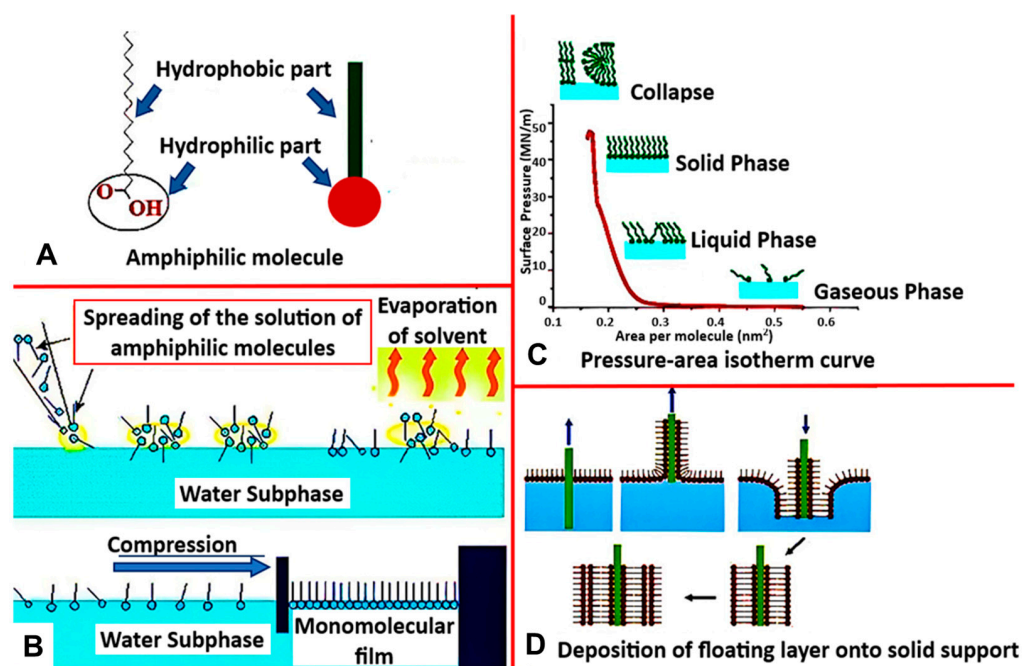 Hydrophobic part
Hydrophilic part
O
OH
A
Amphiphilic molecule
Spreading of the solution of
amphiphilic molecules
Evaporation
of solvent
Water Subphase
Compression
B
Water Subphase
Monomolecular
film
Collapse
Solid Phase
Liquid Phase
Gaseous Phase
Surface Pressure (MN/m)
50
40
30
20
10
0
0.1
0.2
0.3
0.4
0.5
0.6
Area per molecule (nm²)
C
Pressure-area isotherm curve
D
Deposition of floating layer onto solid support